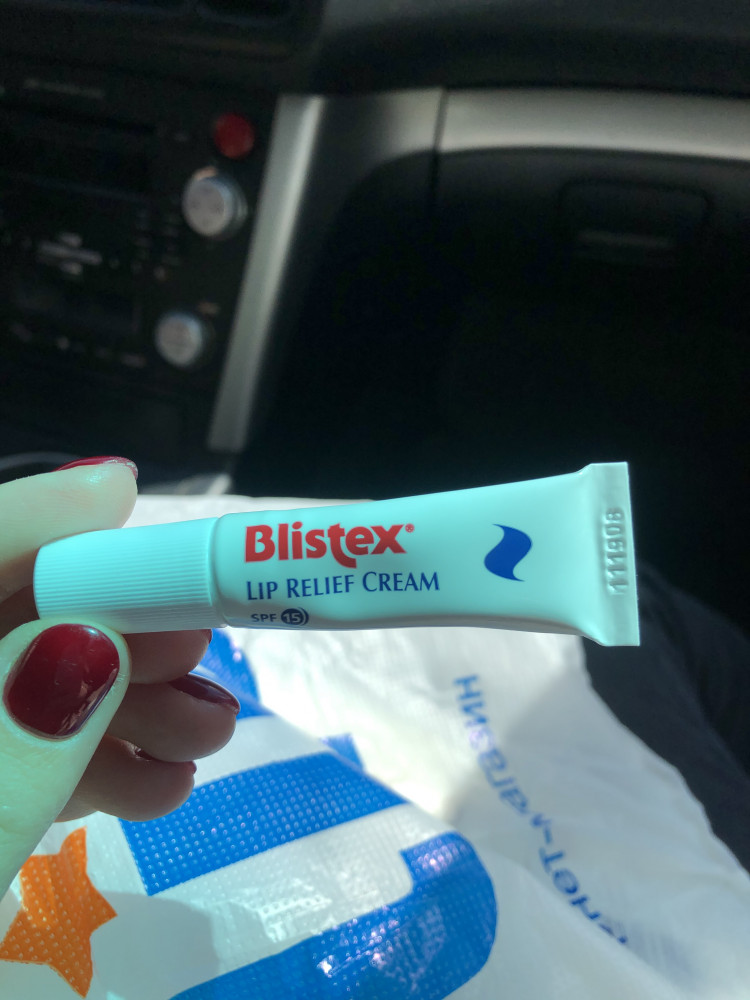 Blistex®
LIP RELIEF CREAM
SPF 15
111908